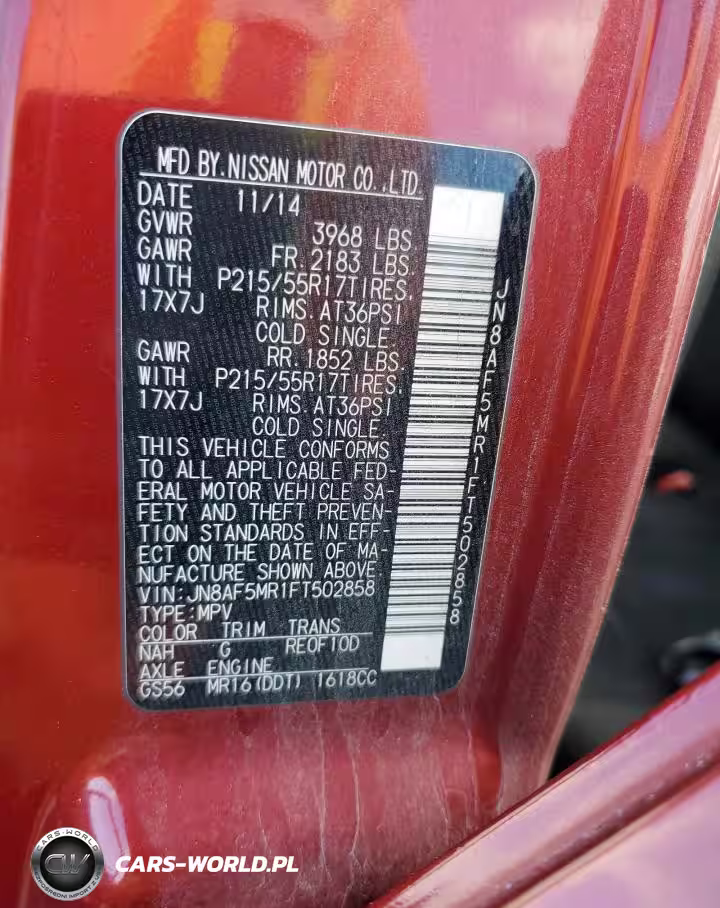 MFD BY.NISSAN MOTOR CO.,LTD.
DATE 11/14
GVWR 3968 LBS.
GAWR FR.2183 LBS.
WITH P215/55R17TIRES.
17X7J RIMS.AT36PSI
COLD SINGLE.
GAWR RR.1852 LBS.
WITH P215/55R17TIRES.
17X7J RIMS.AT36PSI
COLD SINGLE.
THIS VEHICLE CONFORMS
TO ALL APPLICABLE FED-
ERAL MOTOR VEHICLE SA-
FETY AND THEFT PREVEN-
TION STANDARDS IN EFF-
ECT ON THE DATE OF MA-
NUFACTURE SHOWN ABOVE.
VIN:JN8AF5MR1FT502858
TYPE:MPV
COLOR TRIM TRANS
NAH G RE0F10D
AXLE ENGINE
GS56 MR16(DDT) 1618CC
JN8AF5MR1FT502858
CARS-WORLD
CW
CARS-WORLD.PL